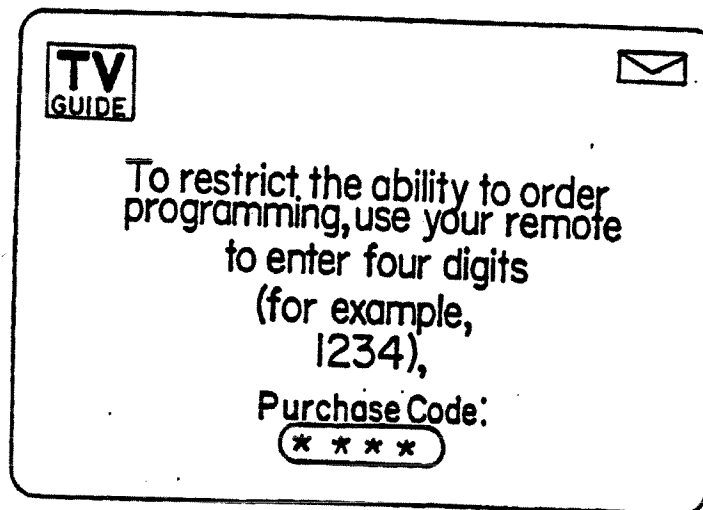 TV
GUIDE
To restrict the ability to order
programming, use your remote
to enter four digits
(for example,
1234),
Purchase Code:
* * * *